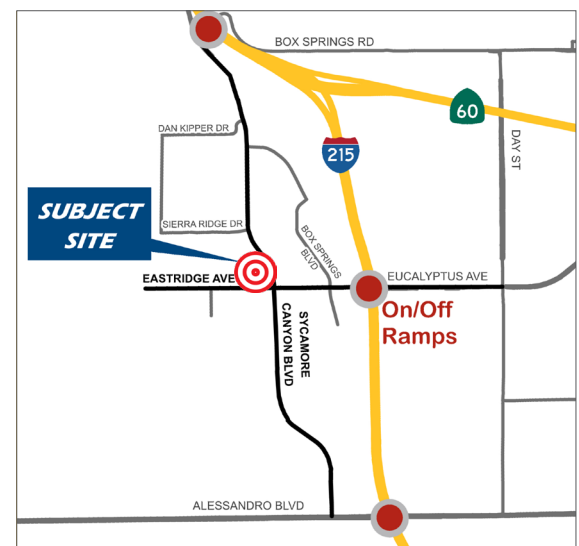 BOX SPRINGS RD
60
DAN KIPPER DR
215
DAY ST
SUBJECT
SITE
SIERRA RIDGE DR
BOX SPRINGS
BLVD
EASTRIDGE AVE
EUCALYPTUS AVE
On/Off
Ramps
SYCAMORE
CANYON BLVD
ALESSANDRO BLVD